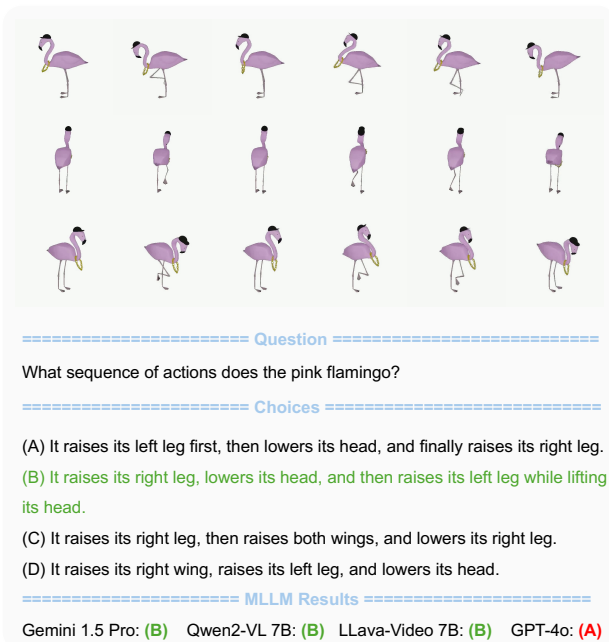 ======================= Question ===========================
What sequence of actions does the pink flamingo?
======================= Choices ============================
(A) It raises its left leg first, then lowers its head, and finally raises its right leg.
(B) It raises its right leg, lowers its head, and then raises its left leg while lifting
its head.
(C) It raises its right leg, then raises both wings, and lowers its right leg.
(D) It raises its right wing, raises its left leg, and lowers its head.
====================== MLLM Results =======================
Gemini 1.5 Pro: (B) Qwen2-VL 7B: (B) LLava-Video 7B: (B) GPT-4o: (A)